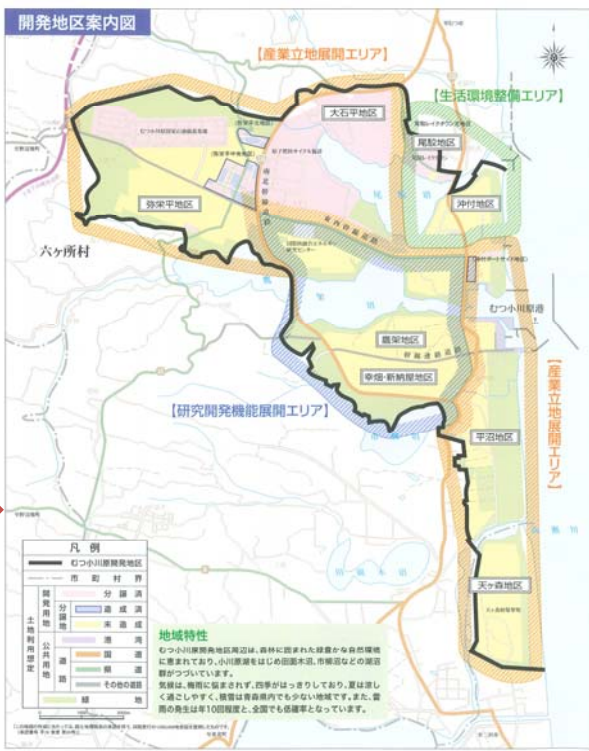 開発地区案内図
【産業立地展開エリア】
【生活環境整備エリア】
大石平地区
尾駮地区
弥栄平地区
沖付地区
六ヶ所村
むつ小川原港
鷹架地区
幸畑・新納屋地区
【研究開発機能展開エリア】
【産業立地展開エリア】
平沼地区
天ヶ森地区
凡例
むつ小川原開発地区
市町村界
土地利用想定
開発用地
分譲済
分譲地
造成済
未造成
公共用地
港湾
道路
国道
県道
その他の道路
緑地
地域特性
むつ小川原開発地区周辺は、森林に囲まれた緑豊かな自然環境
に恵まれており、小川原湖をはじめ田面木沼、市柳沼などの湖沼
群がつづいています。
気候は、梅雨に悩まされず、四季がはっきりしており、夏は涼し
く過ごしやすく、積雪は青森県内でも少ない地域です。また、雷
雨の発生は年10回程度と、全国でも低確率となっています。